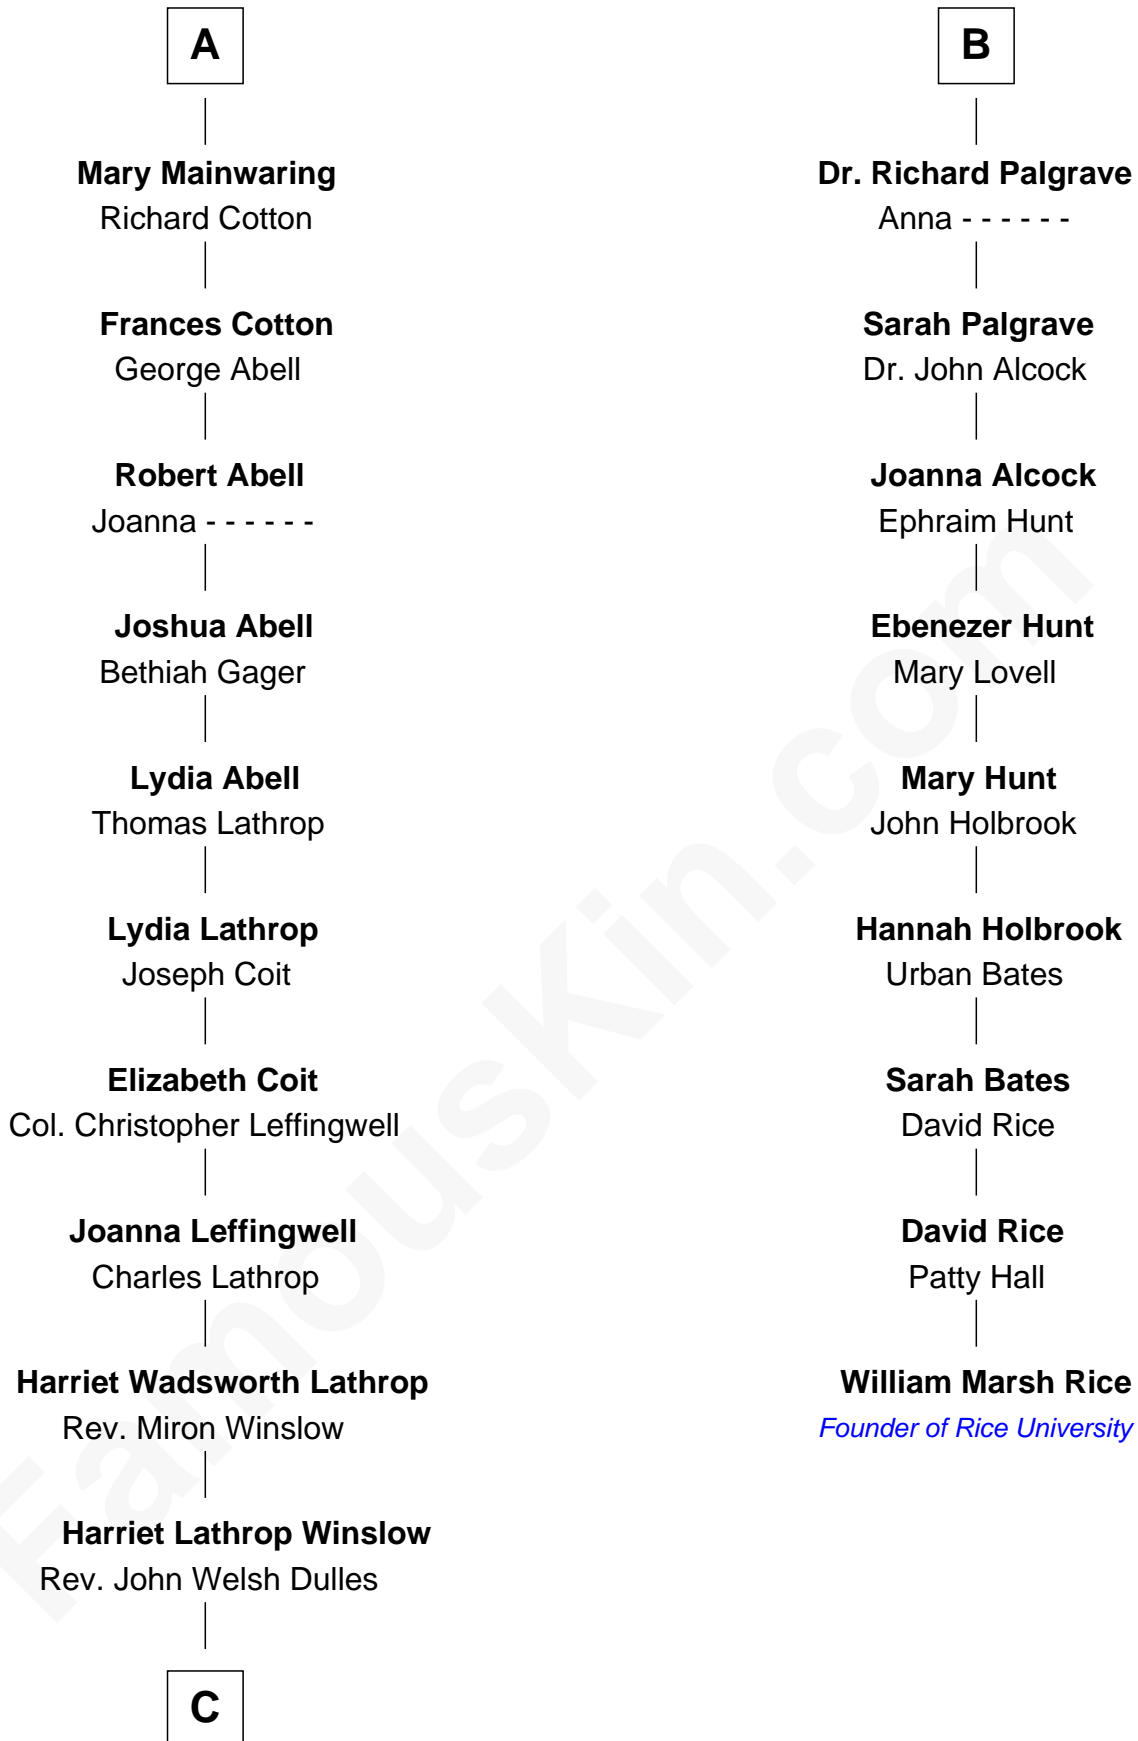 A
Mary Mainwaring
Richard Cotton
Frances Cotton
George Abell
Robert Abell
Joanna - - - - - -
Joshua Abell
Bethiah Gager
Lydia Abell
Thomas Lathrop
Lydia Lathrop
Joseph Coit
Elizabeth Coit
Col. Christopher Leffingwell
Joanna Leffingwell
Charles Lathrop
Harriet Wadsworth Lathrop
Rev. Miron Winslow
Harriet Lathrop Winslow
Rev. John Welsh Dulles
C
B
Dr. Richard Palgrave
Anna - - - - - -
Sarah Palgrave
Dr. John Alcock
Joanna Alcock
Ephraim Hunt
Ebenezer Hunt
Mary Lovell
Mary Hunt
John Holbrook
Hannah Holbrook
Urban Bates
Sarah Bates
David Rice
David Rice
Patty Hall
William Marsh Rice
Founder of Rice University
FamousKin.com